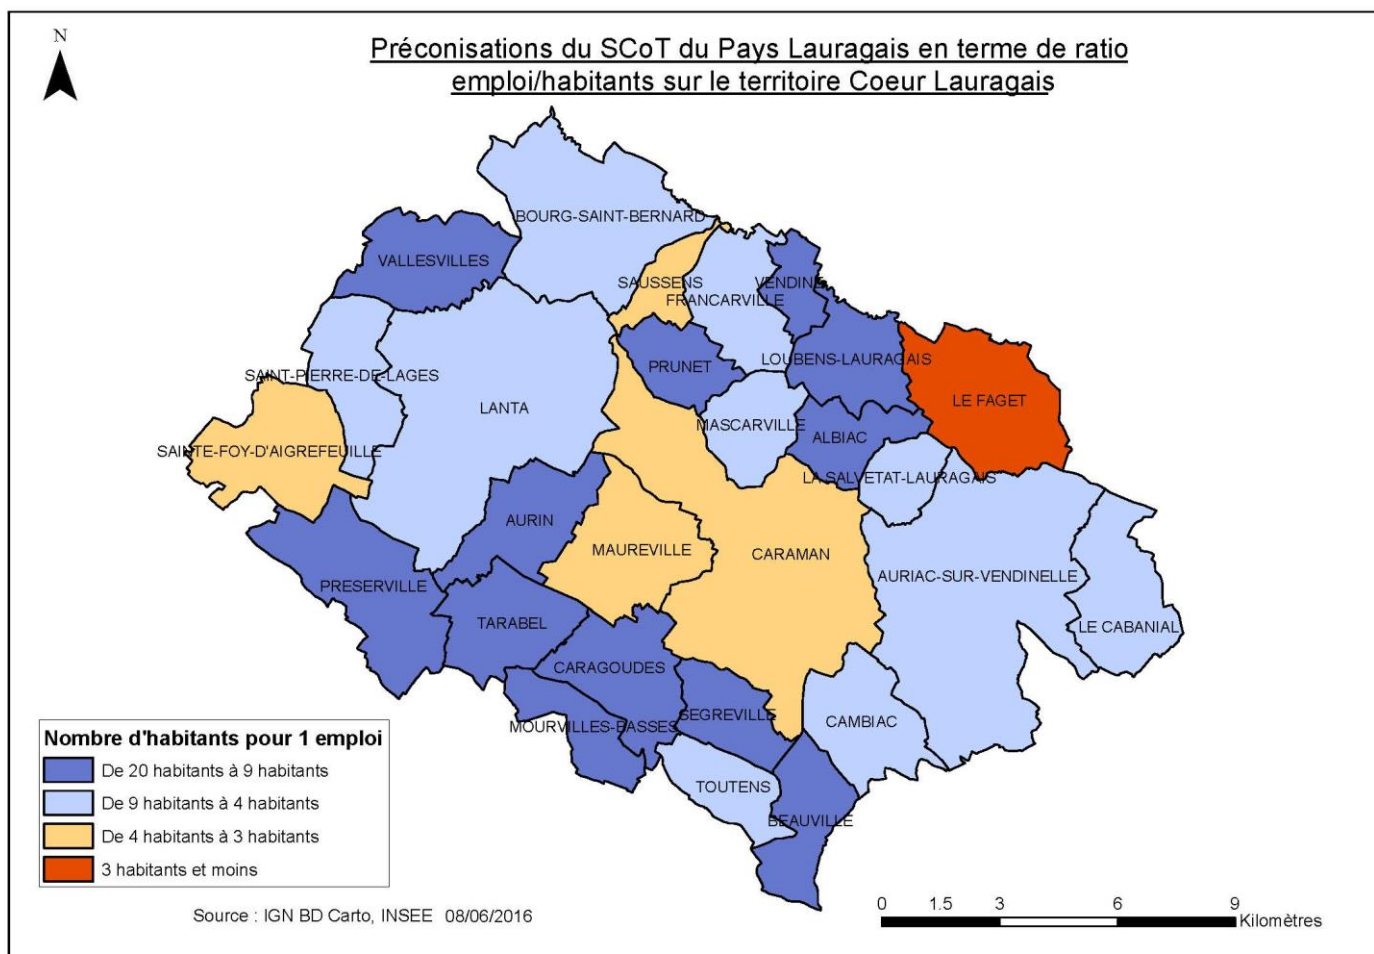 N
Préconisations du SCoT du Pays Lauragais en terme de ratio
emploi/habitants sur le territoire Coeur Lauragais
BOURG-SAINT-BERNARD
VALLESVILLES
SAUSSENS
VENDINE
FRANCARVILLE
LOUBENS-LAURAGAIS
PRUNET
SAINT-PIERRE-DE-LAGES
LE FAGET
LANTA
MASCARVILLE
ALBIAC
SAINTE-FOY-D'AIGREFEUILLE
LA SALVETAT-LAURAGAIS
AURIN
MAUREVILLE
CARAMAN
AURIAC-SUR-VENDINELLE
PRESERVILLE
TARABEL
LE CABANIAL
CARAGOUDES
SEGREVILLE
CAMBIAC
MOURVILLES-BASSES
TOUTENS
BEAUVILLE
Nombre d'habitants pour 1 emploi
De 20 habitants à 9 habitants
De 9 habitants à 4 habitants
De 4 habitants à 3 habitants
3 habitants et moins
Source : IGN BD Carto, INSEE 08/06/2016
0 1.5 3 6 9
Kilomètres